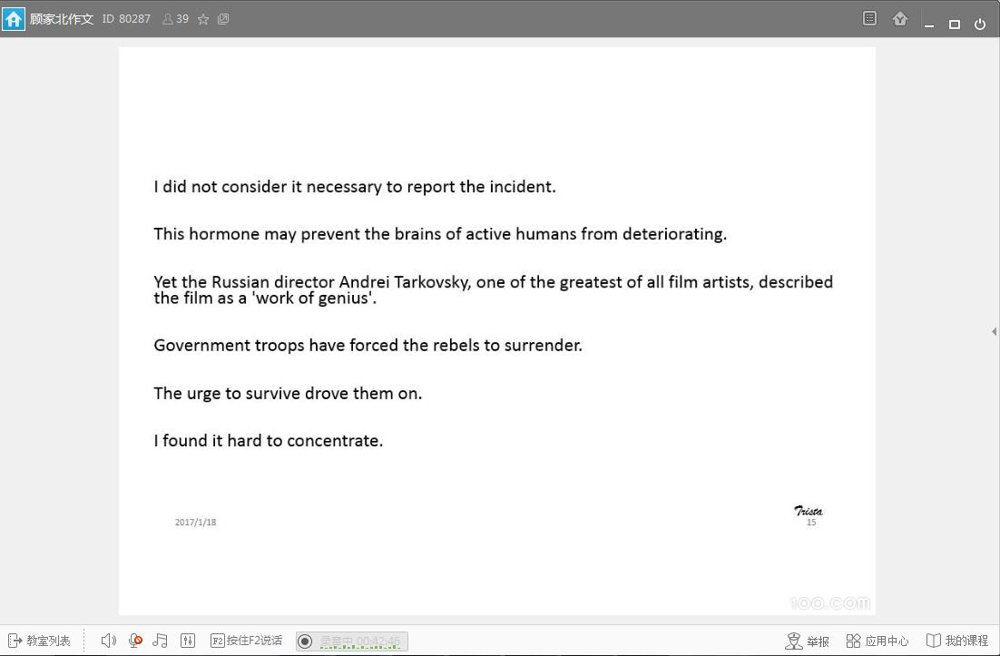 顾家北作文 ID 80287 39
I did not consider it necessary to report the incident.
This hormone may prevent the brains of active humans from deteriorating.
Yet the Russian director Andrei Tarkovsky, one of the greatest of all film artists, described
the film as a 'work of genius'.
Government troops have forced the rebels to surrender.
The urge to survive drove them on.
I found it hard to concentrate.
2017/1/18
Trista
15
100.com
教室列表 F2 按住F2说话 录音中 00:42:46 举报 应用中心 我的课程